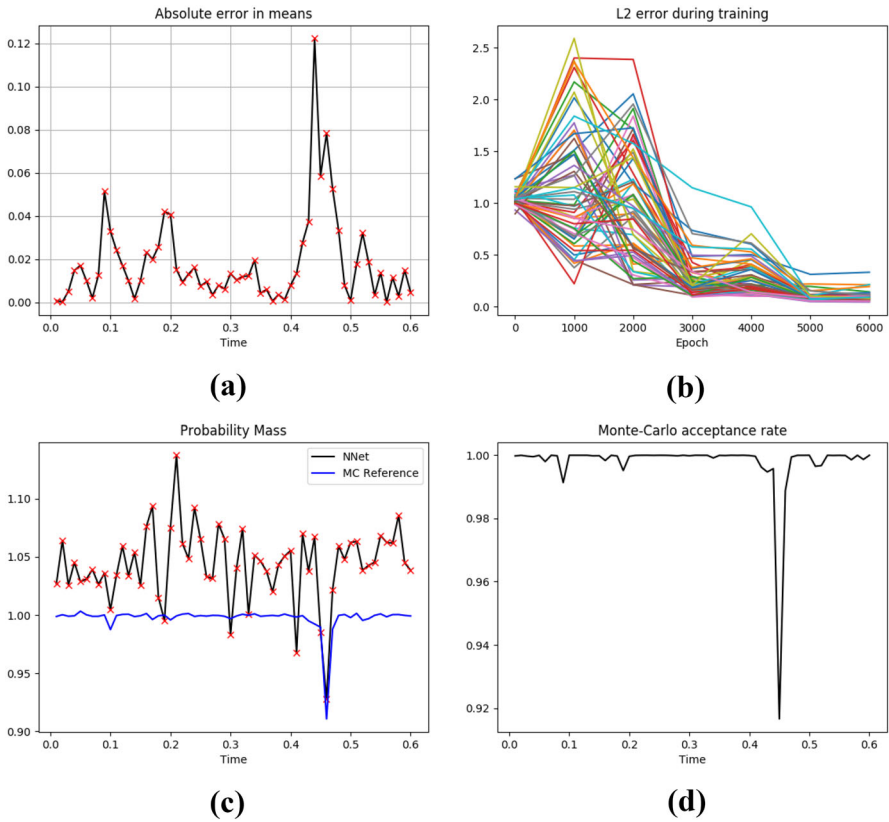 Absolute error in means
0.12
0.10
0.08
0.06
0.04
0.02
0.00
0.0 0.1 0.2 0.3 0.4 0.5 0.6
Time
(a)
L2 error during training
2.5
2.0
1.5
1.0
0.5
0.0
0 1000 2000 3000 4000 5000 6000
Epoch
(b)
Probability Mass
NNet
MC Reference
1.10
1.05
1.00
0.95
0.90
0.0 0.1 0.2 0.3 0.4 0.5 0.6
Time
(c)
Monte-Carlo acceptance rate
1.00
0.98
0.96
0.94
0.92
0.0 0.1 0.2 0.3 0.4 0.5 0.6
Time
(d)